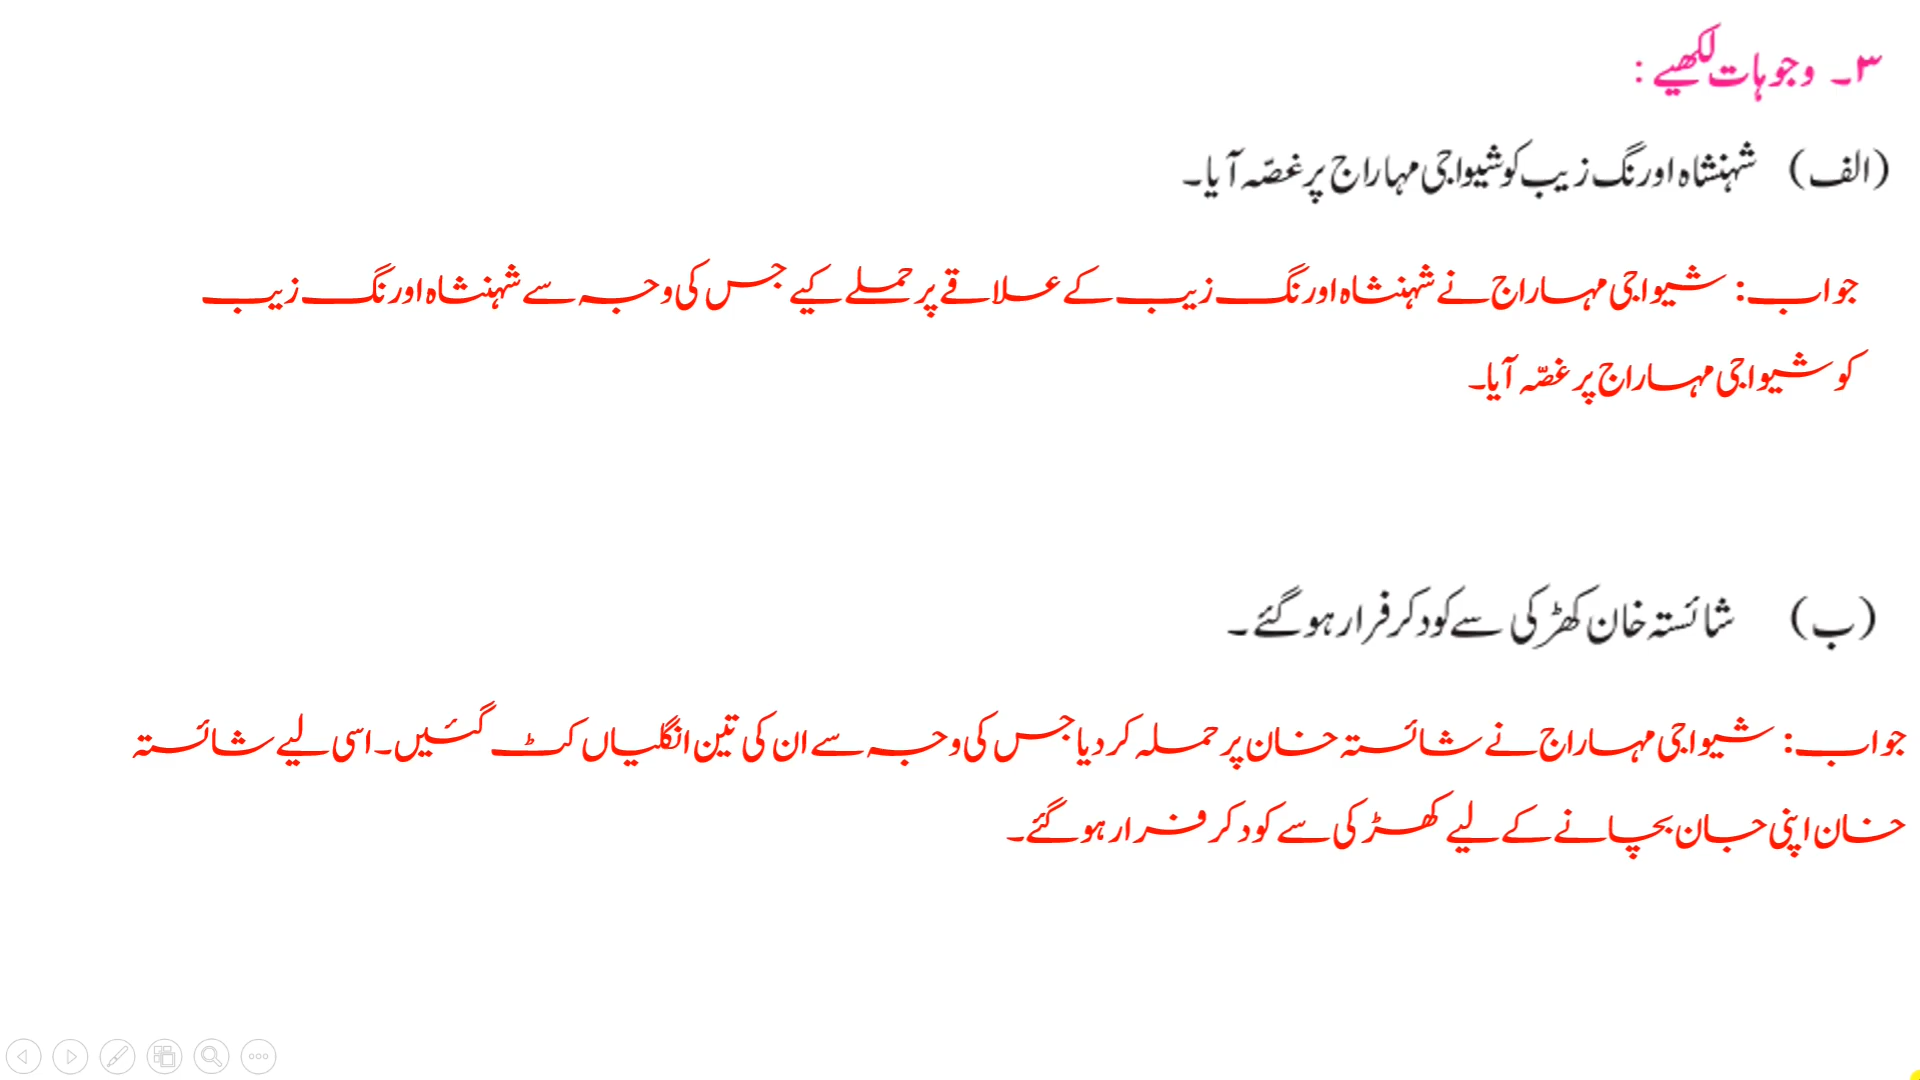 ۳۔ وجوہات لکھیے :
(الف) شہنشاہ اورنگ زیب کو شیواجی مہاراج پر غصّہ آیا۔
جواب: شیواجی مہاراج نے شہنشاہ اورنگ زیب کے علاقے پر حملے کیے جس کی وجہ سے شہنشاہ اورنگ زیب
کو شیواجی مہاراج پر غصّہ آیا۔
(ب) شائستہ خان کھڑکی سے کود کر فرار ہوگئے۔
جواب: شیواجی مہاراج نے شائستہ خان پر حملہ کر دیا جس کی وجہ سے ان کی تین انگلیاں کٹ گئیں۔ اسی لیے شائستہ
خان اپنی جان بچانے کے لیے کھڑکی سے کود کر فرار ہوگئے۔